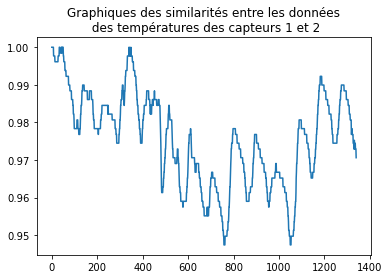 Graphiques des similarités entre les données
des températures des capteurs 1 et 2
1.00
0.99
0.98
0.97
0.96
0.95
0 200 400 600 800 1000 1200 1400